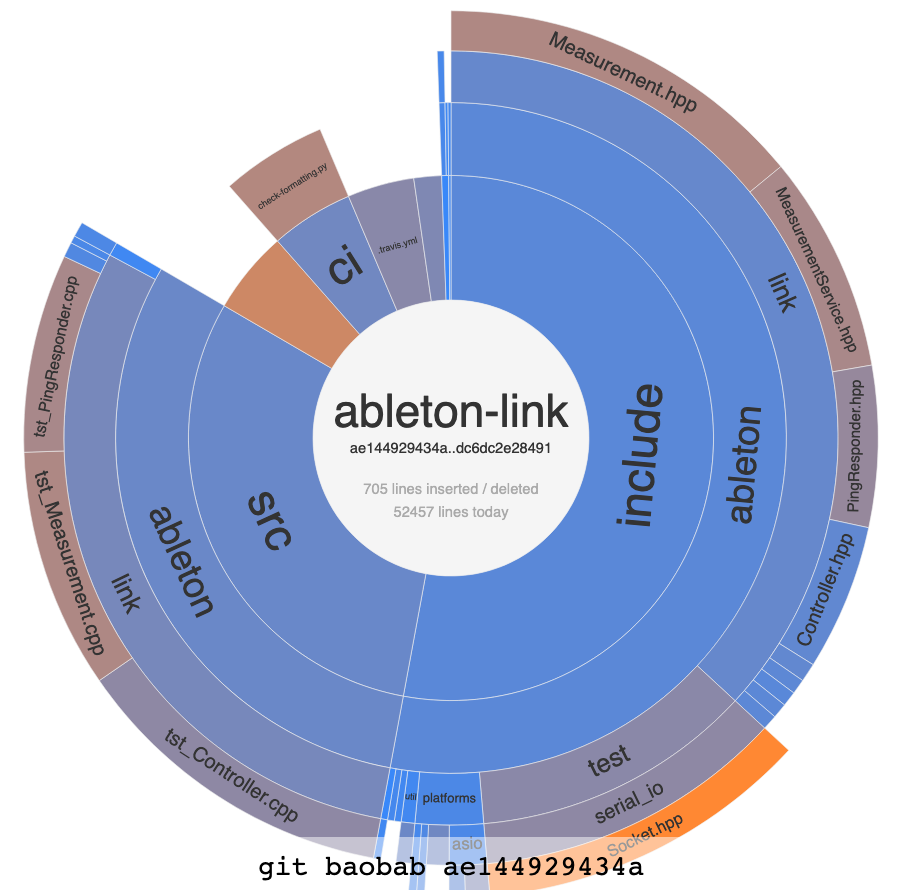 Measurement.hpp
MeasurementService.hpp
PingResponder.hpp
Controller.hpp
link
ableton
include
check-formatting.py
.travis.yml
ci
ableton-link
ae144929434a..dc6dc2e28491
705 lines inserted / deleted
52457 lines today
src
ableton
link
tst_PingResponder.cpp
tst_Measurement.cpp
tst_Controller.cpp
test
serial_io
Socket.hpp
util
platforms
asio
git baobab ae144929434a